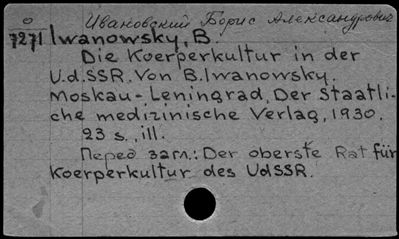 Ивановский Борис Александрович
7271 Iwanowsky, B.
Die Koerperkultur in der
U.d.SSR. Von B. Iwanowsky.
Moskau-Leningrad, Der Staatli-
che medizinische Verlag, 1930.
23 s., ill.
Перед загл.: Der oberste Rat für
Koerperkultur des UdSSR.